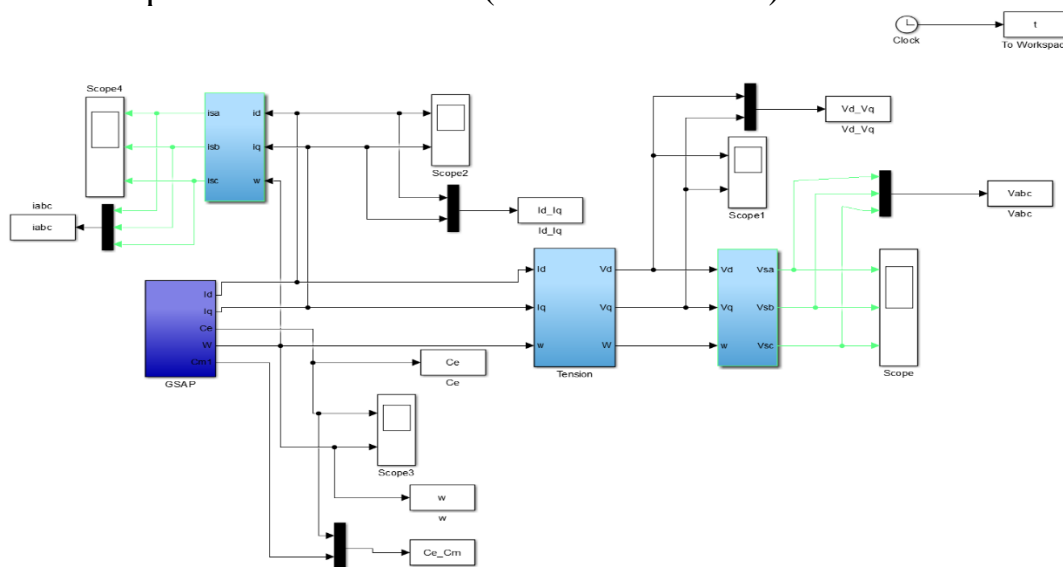 Clock
t
To Workspac
Scope4
isa
isb
isc
id
iq
w
Scope2
iabc
iabc
Id_Iq
Id_Iq
Vd_Vq
Vd_Vq
Scope1
Vabc
Vabc
Id
Iq
Ce
W
Cm1
GSAP
Id
Iq
w
Vd
Vq
W
Tension
Vd
Vq
w
Vsa
Vsb
Vsc
Scope
Ce
Ce
Scope3
w
w
Ce_Cm